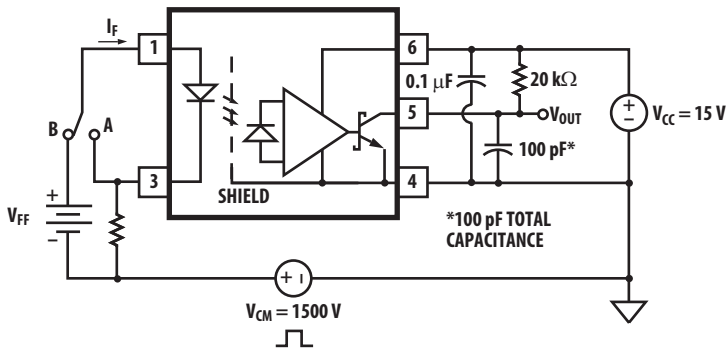 I_F
1
6
0.1 µF
20 kΩ
5
V_OUT
V_CC = 15 V
B
A
100 pF*
3
SHIELD
4
V_FF
*100 pF TOTAL
CAPACITANCE
V_CM = 1500 V